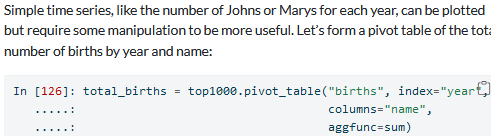 Simple time series, like the number of Johns or Marys for each year, can be plotted
but require some manipulation to be more useful. Let's form a pivot table of the
number of births by year and name:
In [126]: total_births = top1000.pivot_table("births", index="year",
.....: columns="name",
.....: aggfunc=sum)